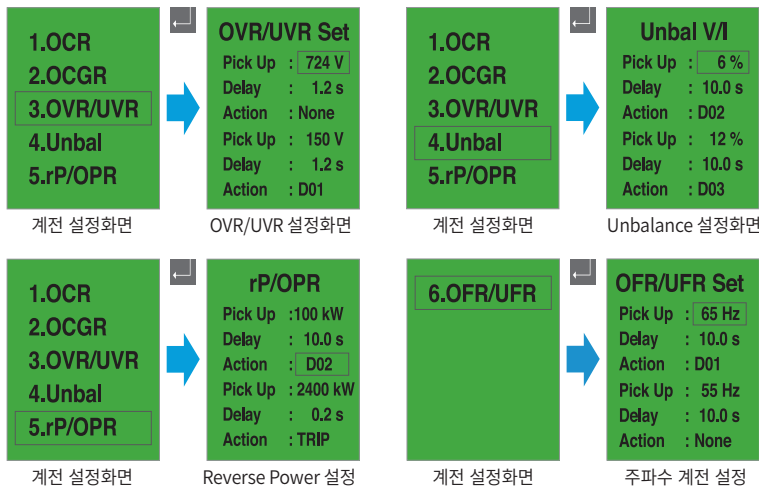 1.OCR
2.OCGR
3.OVR/UVR
4.Unbal
5.rP/OPR
계전 설정화면
OVR/UVR Set
Pick Up : 724 V
Delay : 1.2 s
Action : None
Pick Up : 150 V
Delay : 1.2 s
Action : D01
OVR/UVR 설정화면
1.OCR
2.OCGR
3.OVR/UVR
4.Unbal
5.rP/OPR
계전 설정화면
Unbal V/I
Pick Up : 6 %
Delay : 10.0 s
Action : D02
Pick Up : 12 %
Delay : 10.0 s
Action : D03
Unbalance 설정화면
1.OCR
2.OCGR
3.OVR/UVR
4.Unbal
5.rP/OPR
계전 설정화면
rP/OPR
Pick Up :100 kW
Delay : 10.0 s
Action : D02
Pick Up : 2400 kW
Delay : 0.2 s
Action : TRIP
Reverse Power 설정
6.OFR/UFR
계전 설정화면
OFR/UFR Set
Pick Up : 65 Hz
Delay : 10.0 s
Action : D01
Pick Up : 55 Hz
Delay : 10.0 s
Action : None
주파수 계전 설정